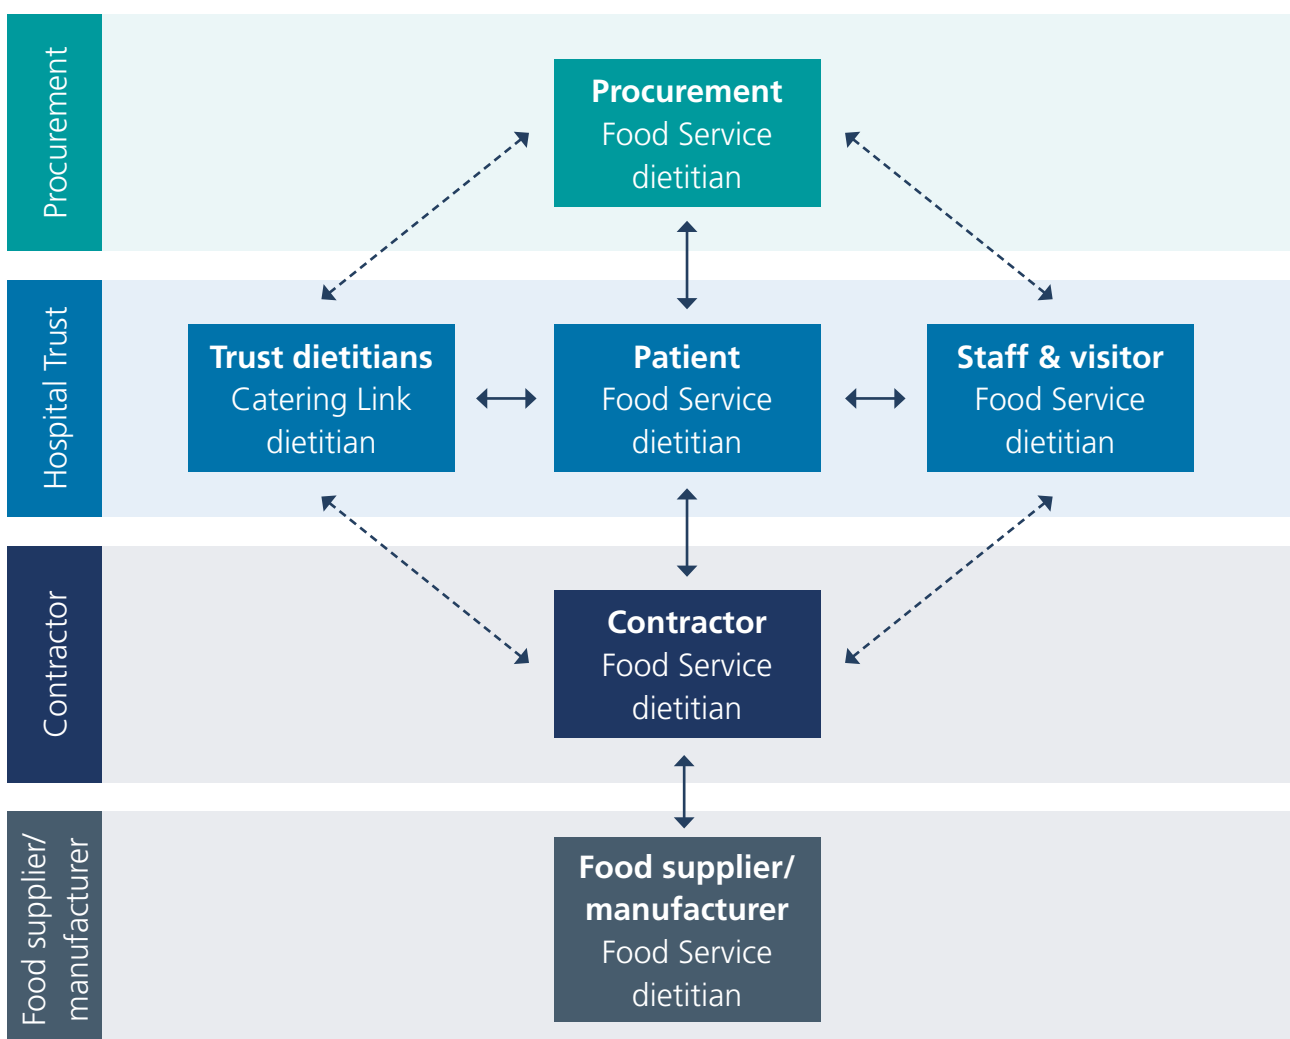 Procurement
Procurement
Food Service
dietitian
Hospital Trust
Trust dietitians
Catering Link
dietitian
Patient
Food Service
dietitian
Staff & visitor
Food Service
dietitian
Contractor
Contractor
Food Service
dietitian
Food supplier/
manufacturer
Food supplier/
manufacturer
Food Service
dietitian